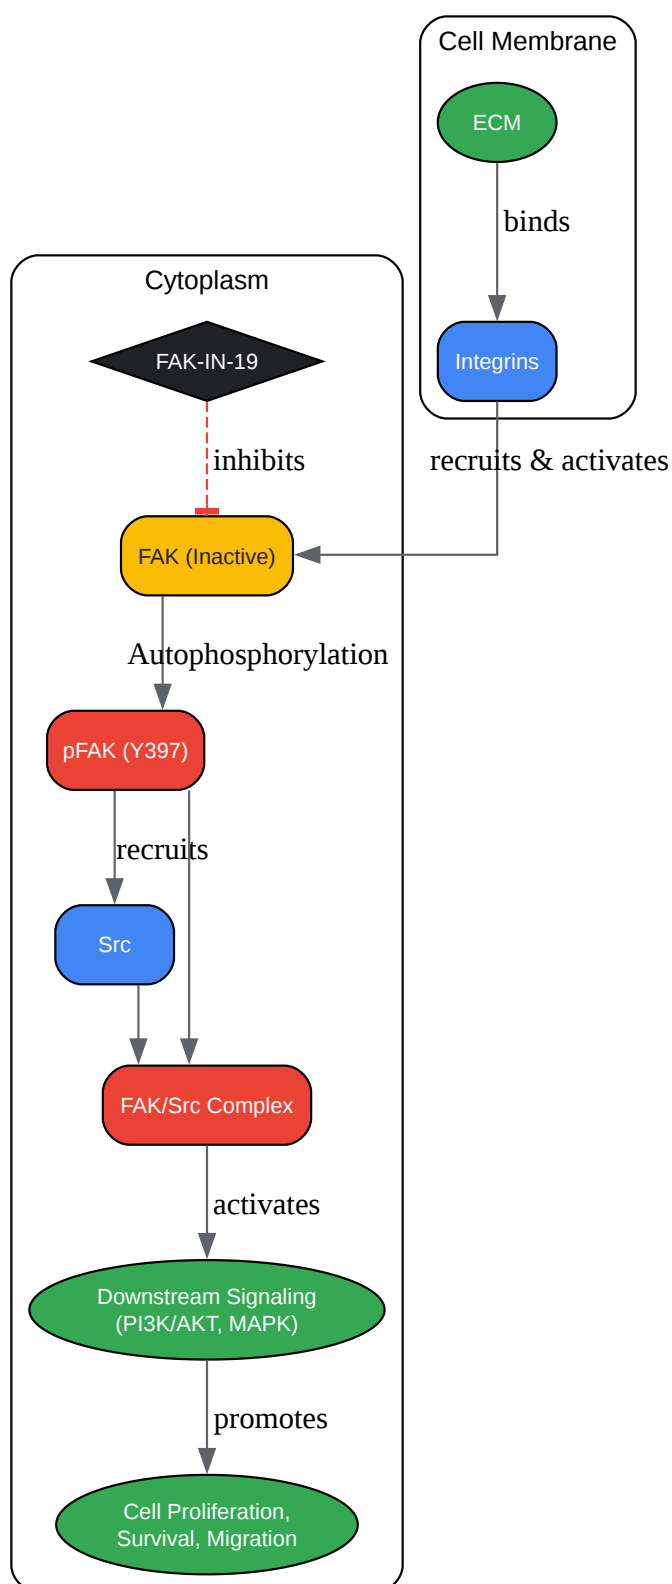 Cell Membrane
ECM
binds
Integrins
recruits & activates
Cytoplasm
FAK-IN-19
inhibits
FAK (Inactive)
Autophosphorylation
pFAK (Y397)
recruits
Src
FAK/Src Complex
activates
Downstream Signaling
(PI3K/AKT, MAPK)
promotes
Cell Proliferation,
Survival, Migration